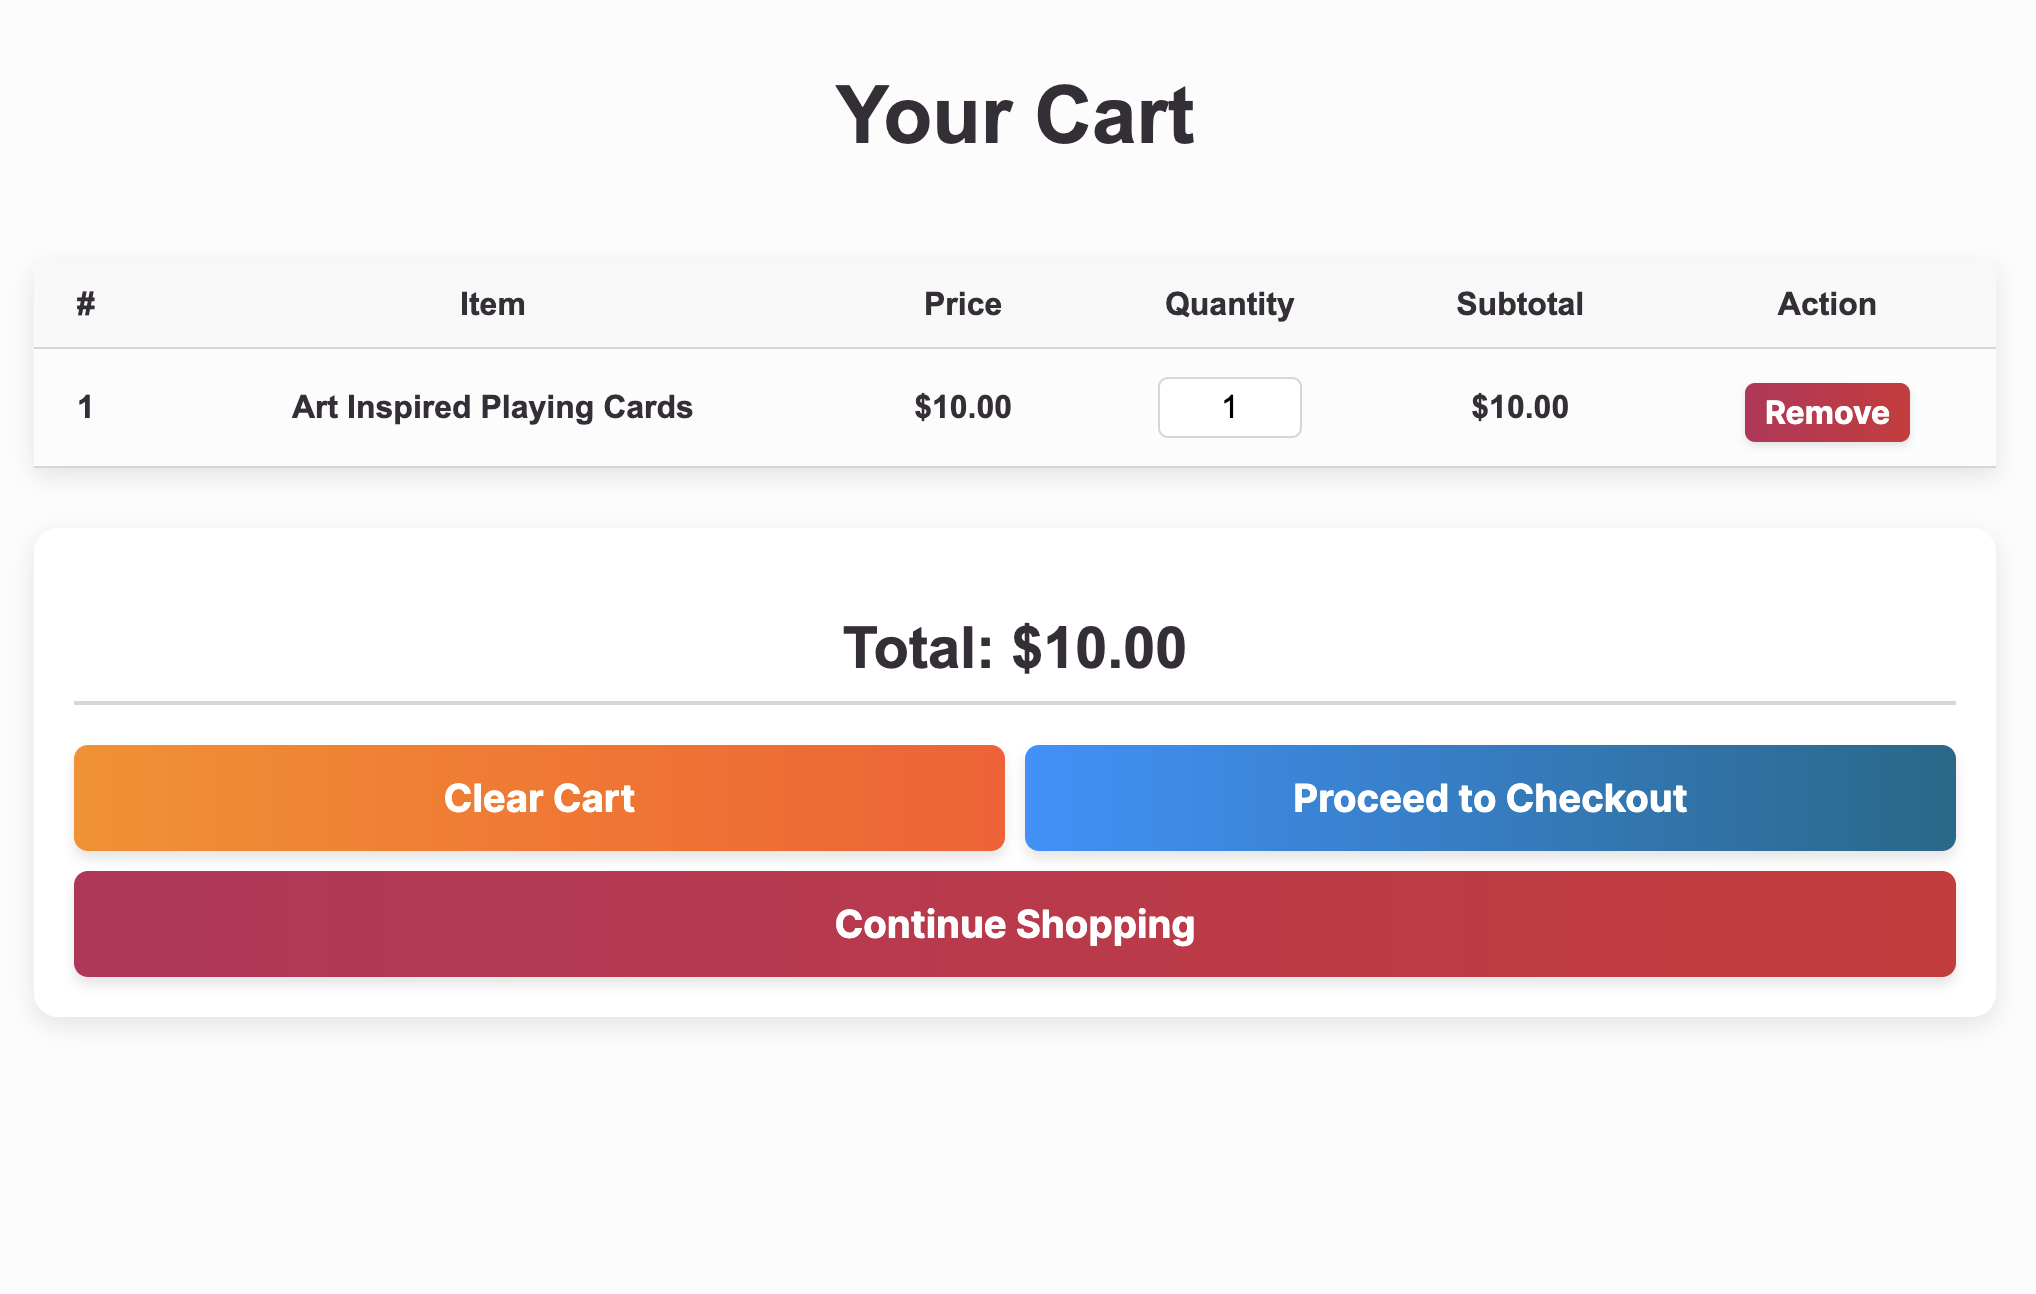 Your Cart
# Item Price Quantity Subtotal Action
1 Art Inspired Playing Cards $10.00 1 $10.00 Remove
Total: $10.00
Clear Cart Proceed to Checkout
Continue Shopping